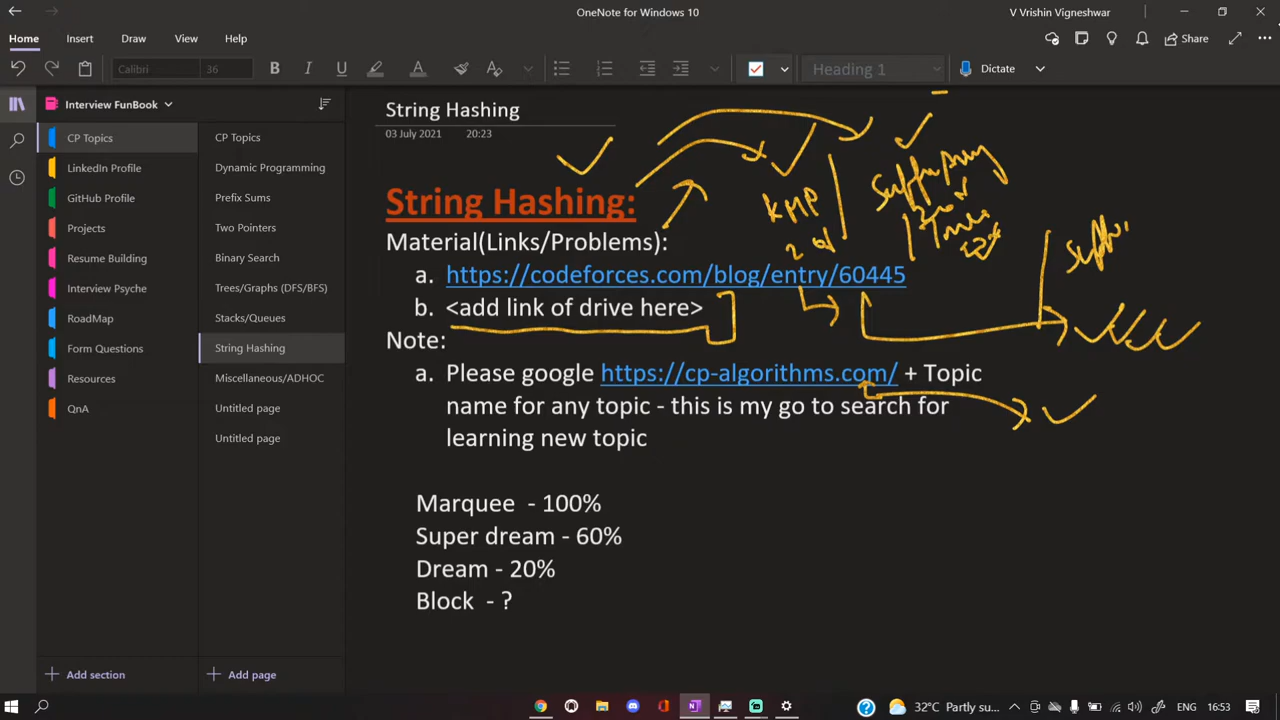 OneNote for Windows 10
V Vrishin Vigneshwar
Home
Insert
Draw
View
Help
Share
Calibri
36
B
I
U
A
Heading 1
Dictate
Interview FunBook
CP Topics
LinkedIn Profile
GitHub Profile
Projects
Resume Building
Interview Psyche
RoadMap
Form Questions
Resources
QnA
Add section
CP Topics
Dynamic Programming
Prefix Sums
Two Pointers
Binary Search
Trees/Graphs (DFS/BFS)
Stacks/Queues
String Hashing
Miscellaneous/ADHOC
Untitled page
Untitled page
Add page
String Hashing
03 July 2021 20:23
String Hashing:
KMP
Material(Links/Problems):
a. https://codeforces.com/blog/entry/60445
b. <add link of drive here>
Note:
a. Please google https://cp-algorithms.com/ + Topic
name for any topic - this is my go to search for
learning new topic
Marquee - 100%
Super dream - 60%
Dream - 20%
Block - ?
32°C Partly su...
ENG
16:53